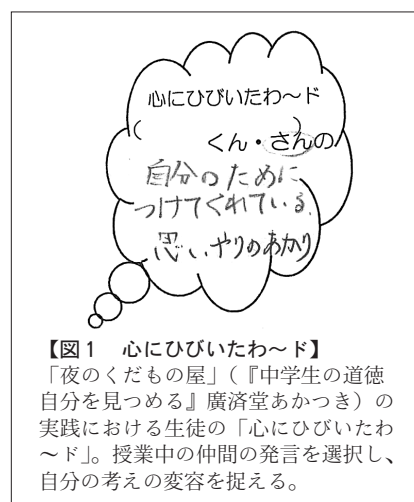 心にひびいたわ〜ド
(　　　　)
くん・さんの
自分のために
つけてくれている。
思いやりのあかり
【図1　心にひびいたわ〜ド】
「夜のくだもの屋」(『中学生の道徳
自分を見つめる』廣済堂あかつき)の
実践における生徒の「心にひびいたわ
〜ド」。授業中の仲間の発言を選択し、
自分の考えの変容を捉える。